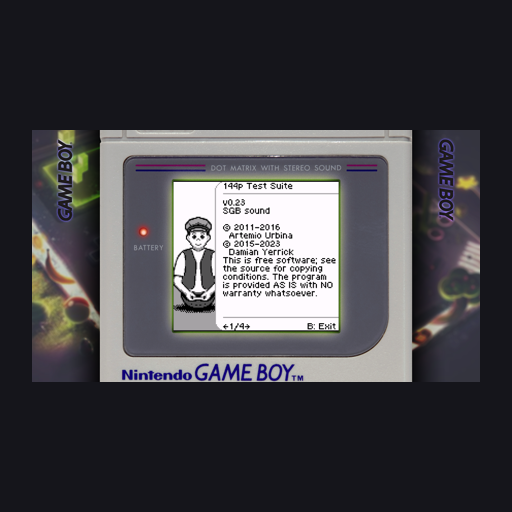 GAME BOY
GAME BOY
DOT MATRIX WITH STEREO SOUND
BATTERY
144p Test Suite
v0.23
SGB sound
© 2011-2016
Artemio Urbina
© 2015-2023
Damian Yerrick
This is free software; see
the source for copying
conditions. The program
is provided AS IS with NO
warranty whatsoever.
←1/4→
B: Exit
Nintendo GAME BOY TM